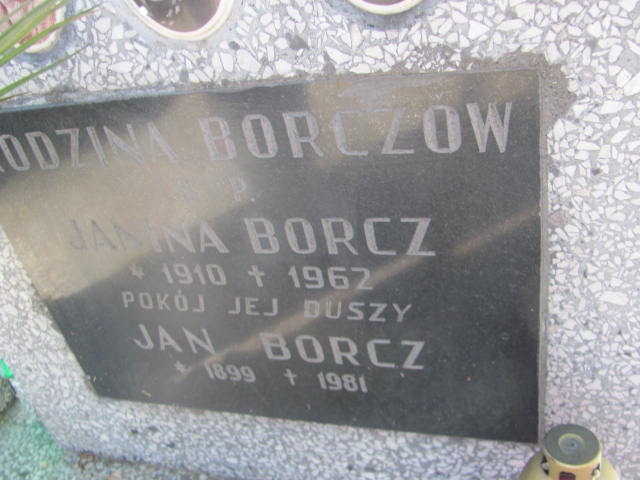 RODZINA BORCZÓW
Ś. P.
JANINA BORCZ
* 1910 † 1962
POKÓJ JEJ DUSZY
JAN BORCZ
* 1899 † 1981